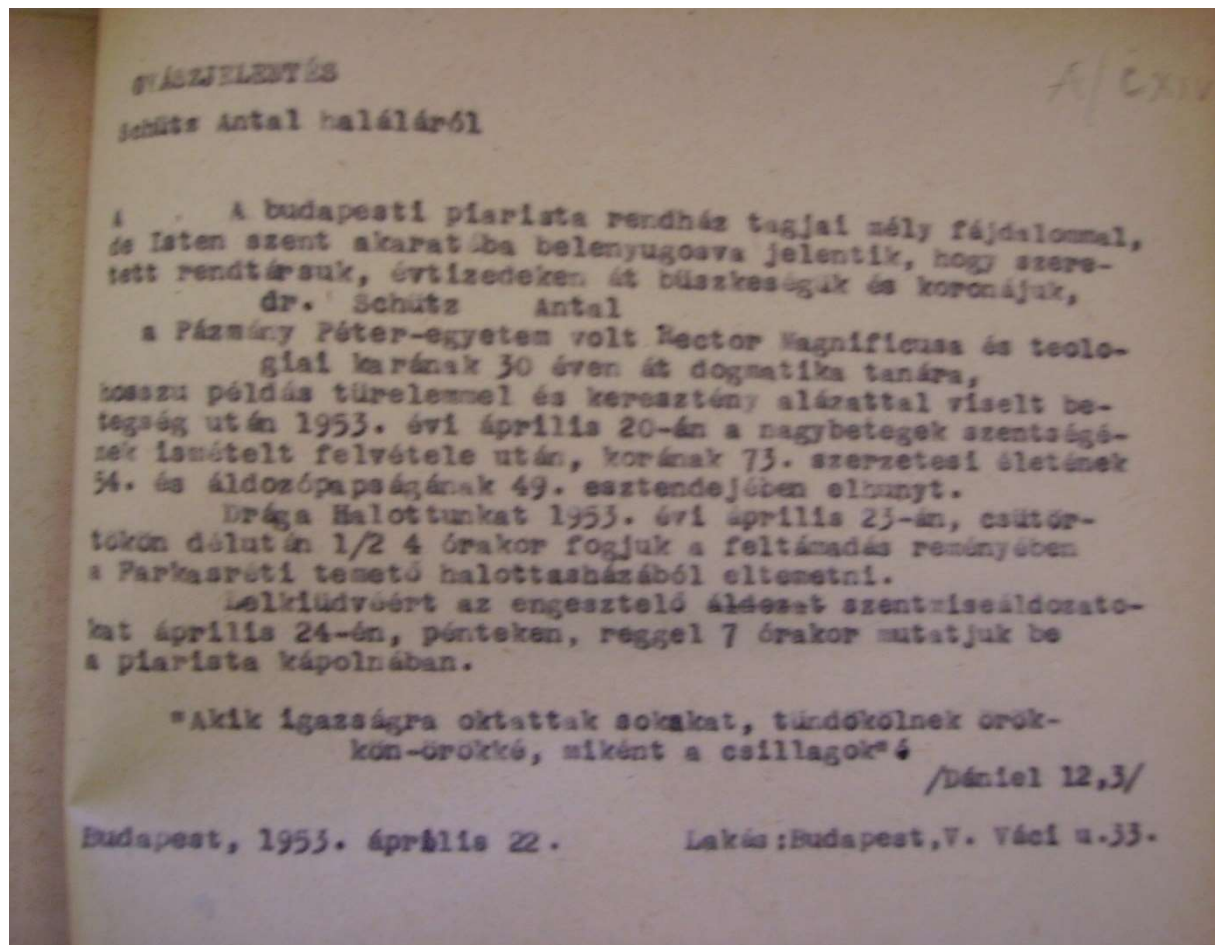 GYÁSZJELENTÉS
A/ CXIV
Schütz Antal haláláról
A A budapesti piarista rendház tagjai mély fájdalommal,
de Isten szent akaratába belenyugosva jelentik, hogy szere-
tett rendtársuk, évtizedeken át büszkeségük és koronájuk,
dr. Schütz Antal
a Pázmány Péter-egyetem volt Rector Magnificusa és teolo-
giai karának 30 éven át dogmatika tanára,
hosszu példás türelemmel és keresztény alázattal viselt be-
tegség után 1953. évi április 20-án a nagybetegek szentségé-
nek ismételt felvétele után, korának 73. szerzetesi életének
54. és áldozópapságának 49. esztendejében elhunyt.
Drága Halottunkat 1953. évi április 23-án, csütör-
tökön délután 1/2 4 órakor fogjuk a feltámadás reményében
a Farkasréti temető halottasházából eltemetni.
Lelkiüdvéért az engesztelő áldozat szentmiseáldozato-
kat április 24-én, pénteken, reggel 7 órakor mutatjuk be
a piarista kápolnában.
"Akik igazságra oktattak sokakat, tündökölnek örök-
kön-örökké, miként a csillagok"
/Dániel 12,3/
Budapest, 1953. április 22. Lakás:Budapest,V. Váci u.33.